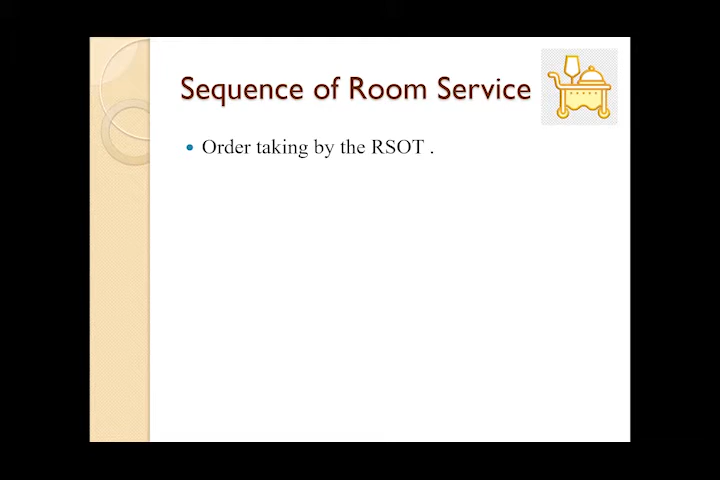 Sequence of Room Service
• Order taking by the RSOT .